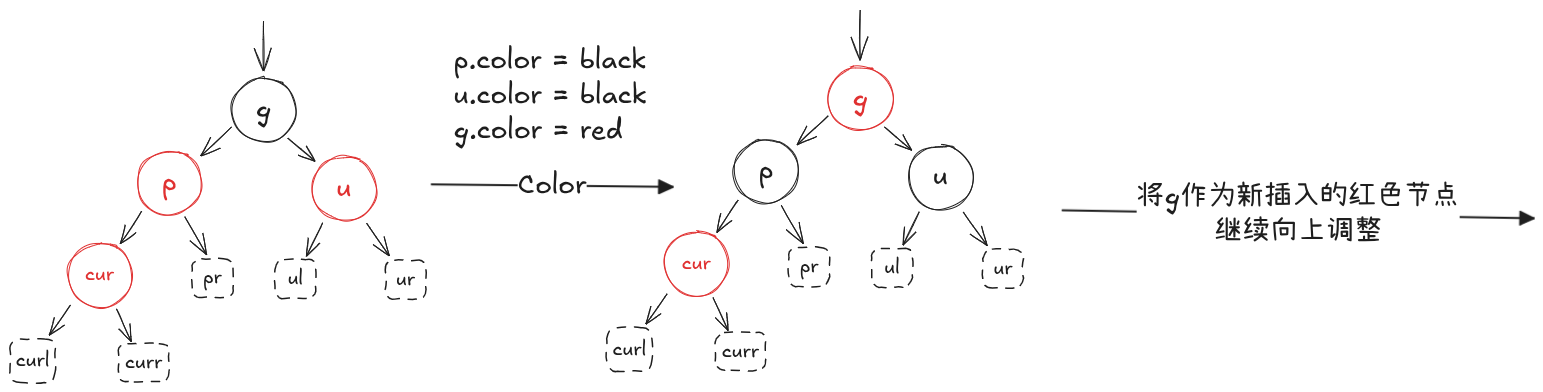 g
p
u
cur
pr
ul
ur
curl
curr
p.color = black
u.color = black
g.color = red
Color
g
p
u
cur
pr
ul
ur
curl
curr
将g作为新插入的红色节点
继续向上调整